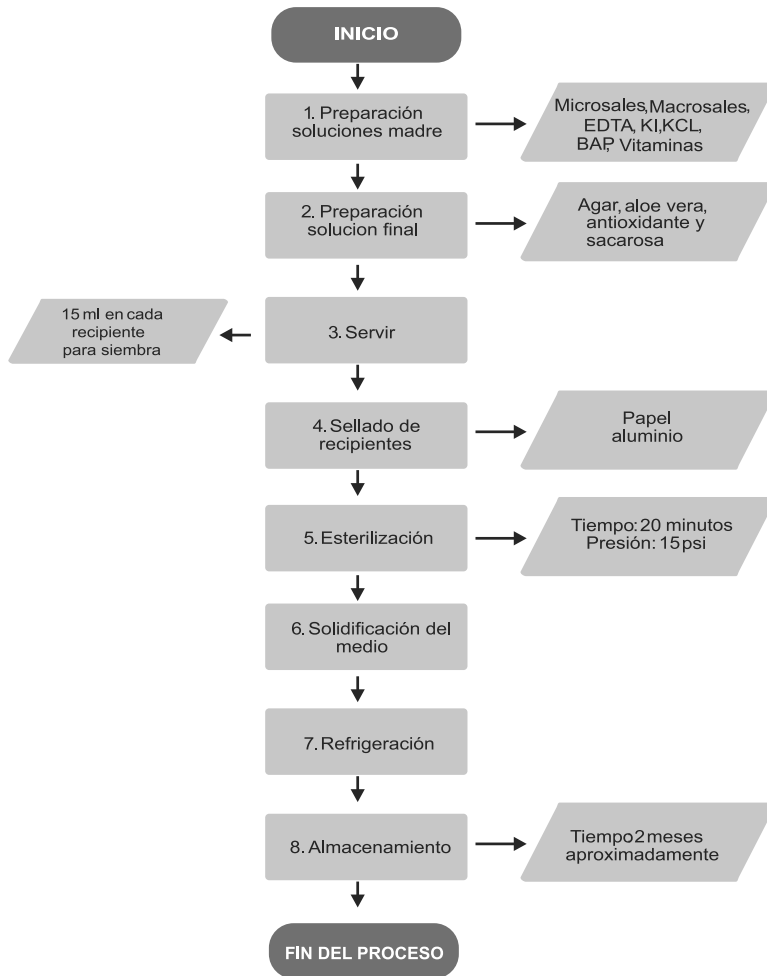 INICIO
1. Preparación
soluciones madre
Microsales, Macrosales,
EDTA, KI,KCL,
BAP, Vitaminas
2. Preparación
solucion final
Agar, aloe vera,
antioxidante y
sacarosa
3. Servir
15 ml en cada
recipiente
para siembra
4. Sellado de
recipientes
Papel
aluminio
5. Esterilización
Tiempo: 20 minutos
Presión: 15 psi
6. Solidificación del
medio
7. Refrigeración
8. Almacenamiento
Tiempo 2 meses
aproximadamente
FIN DEL PROCESO